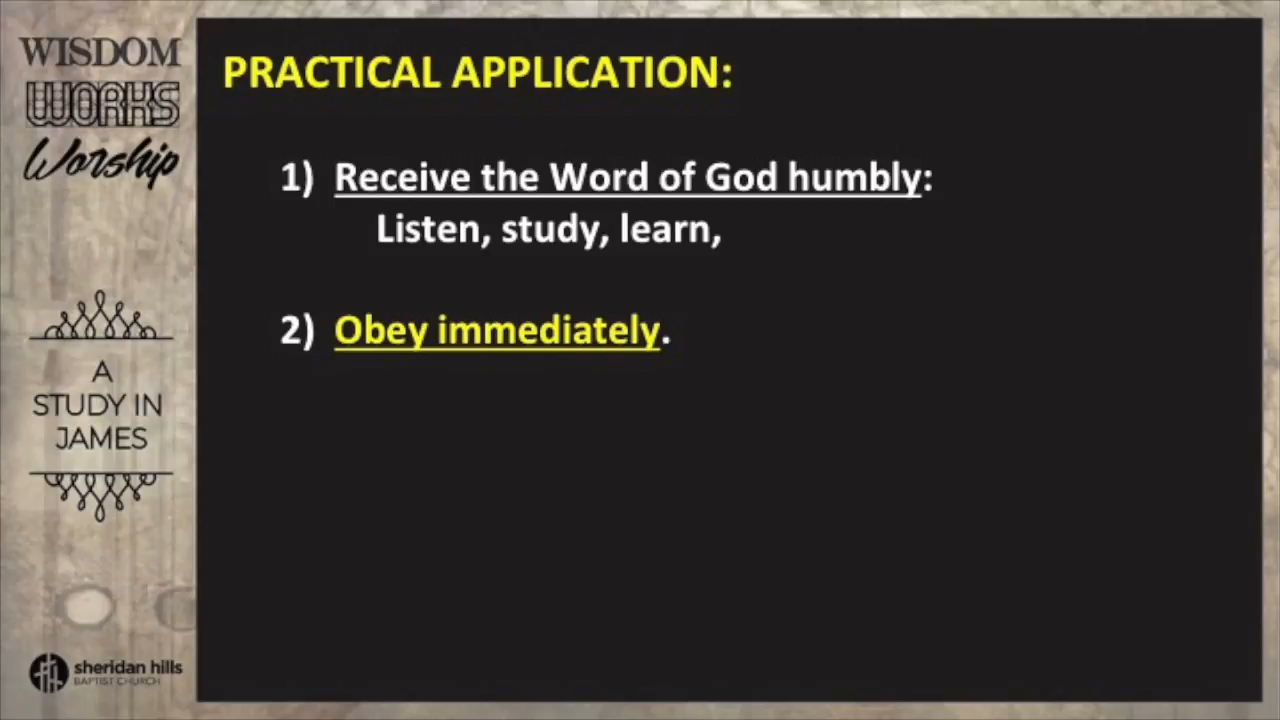 WISDOM
WORKS
Worship
A
STUDY IN
JAMES
sheridan hills
BAPTIST CHURCH
PRACTICAL APPLICATION:
1) Receive the Word of God humbly:
Listen, study, learn,
2) Obey immediately.